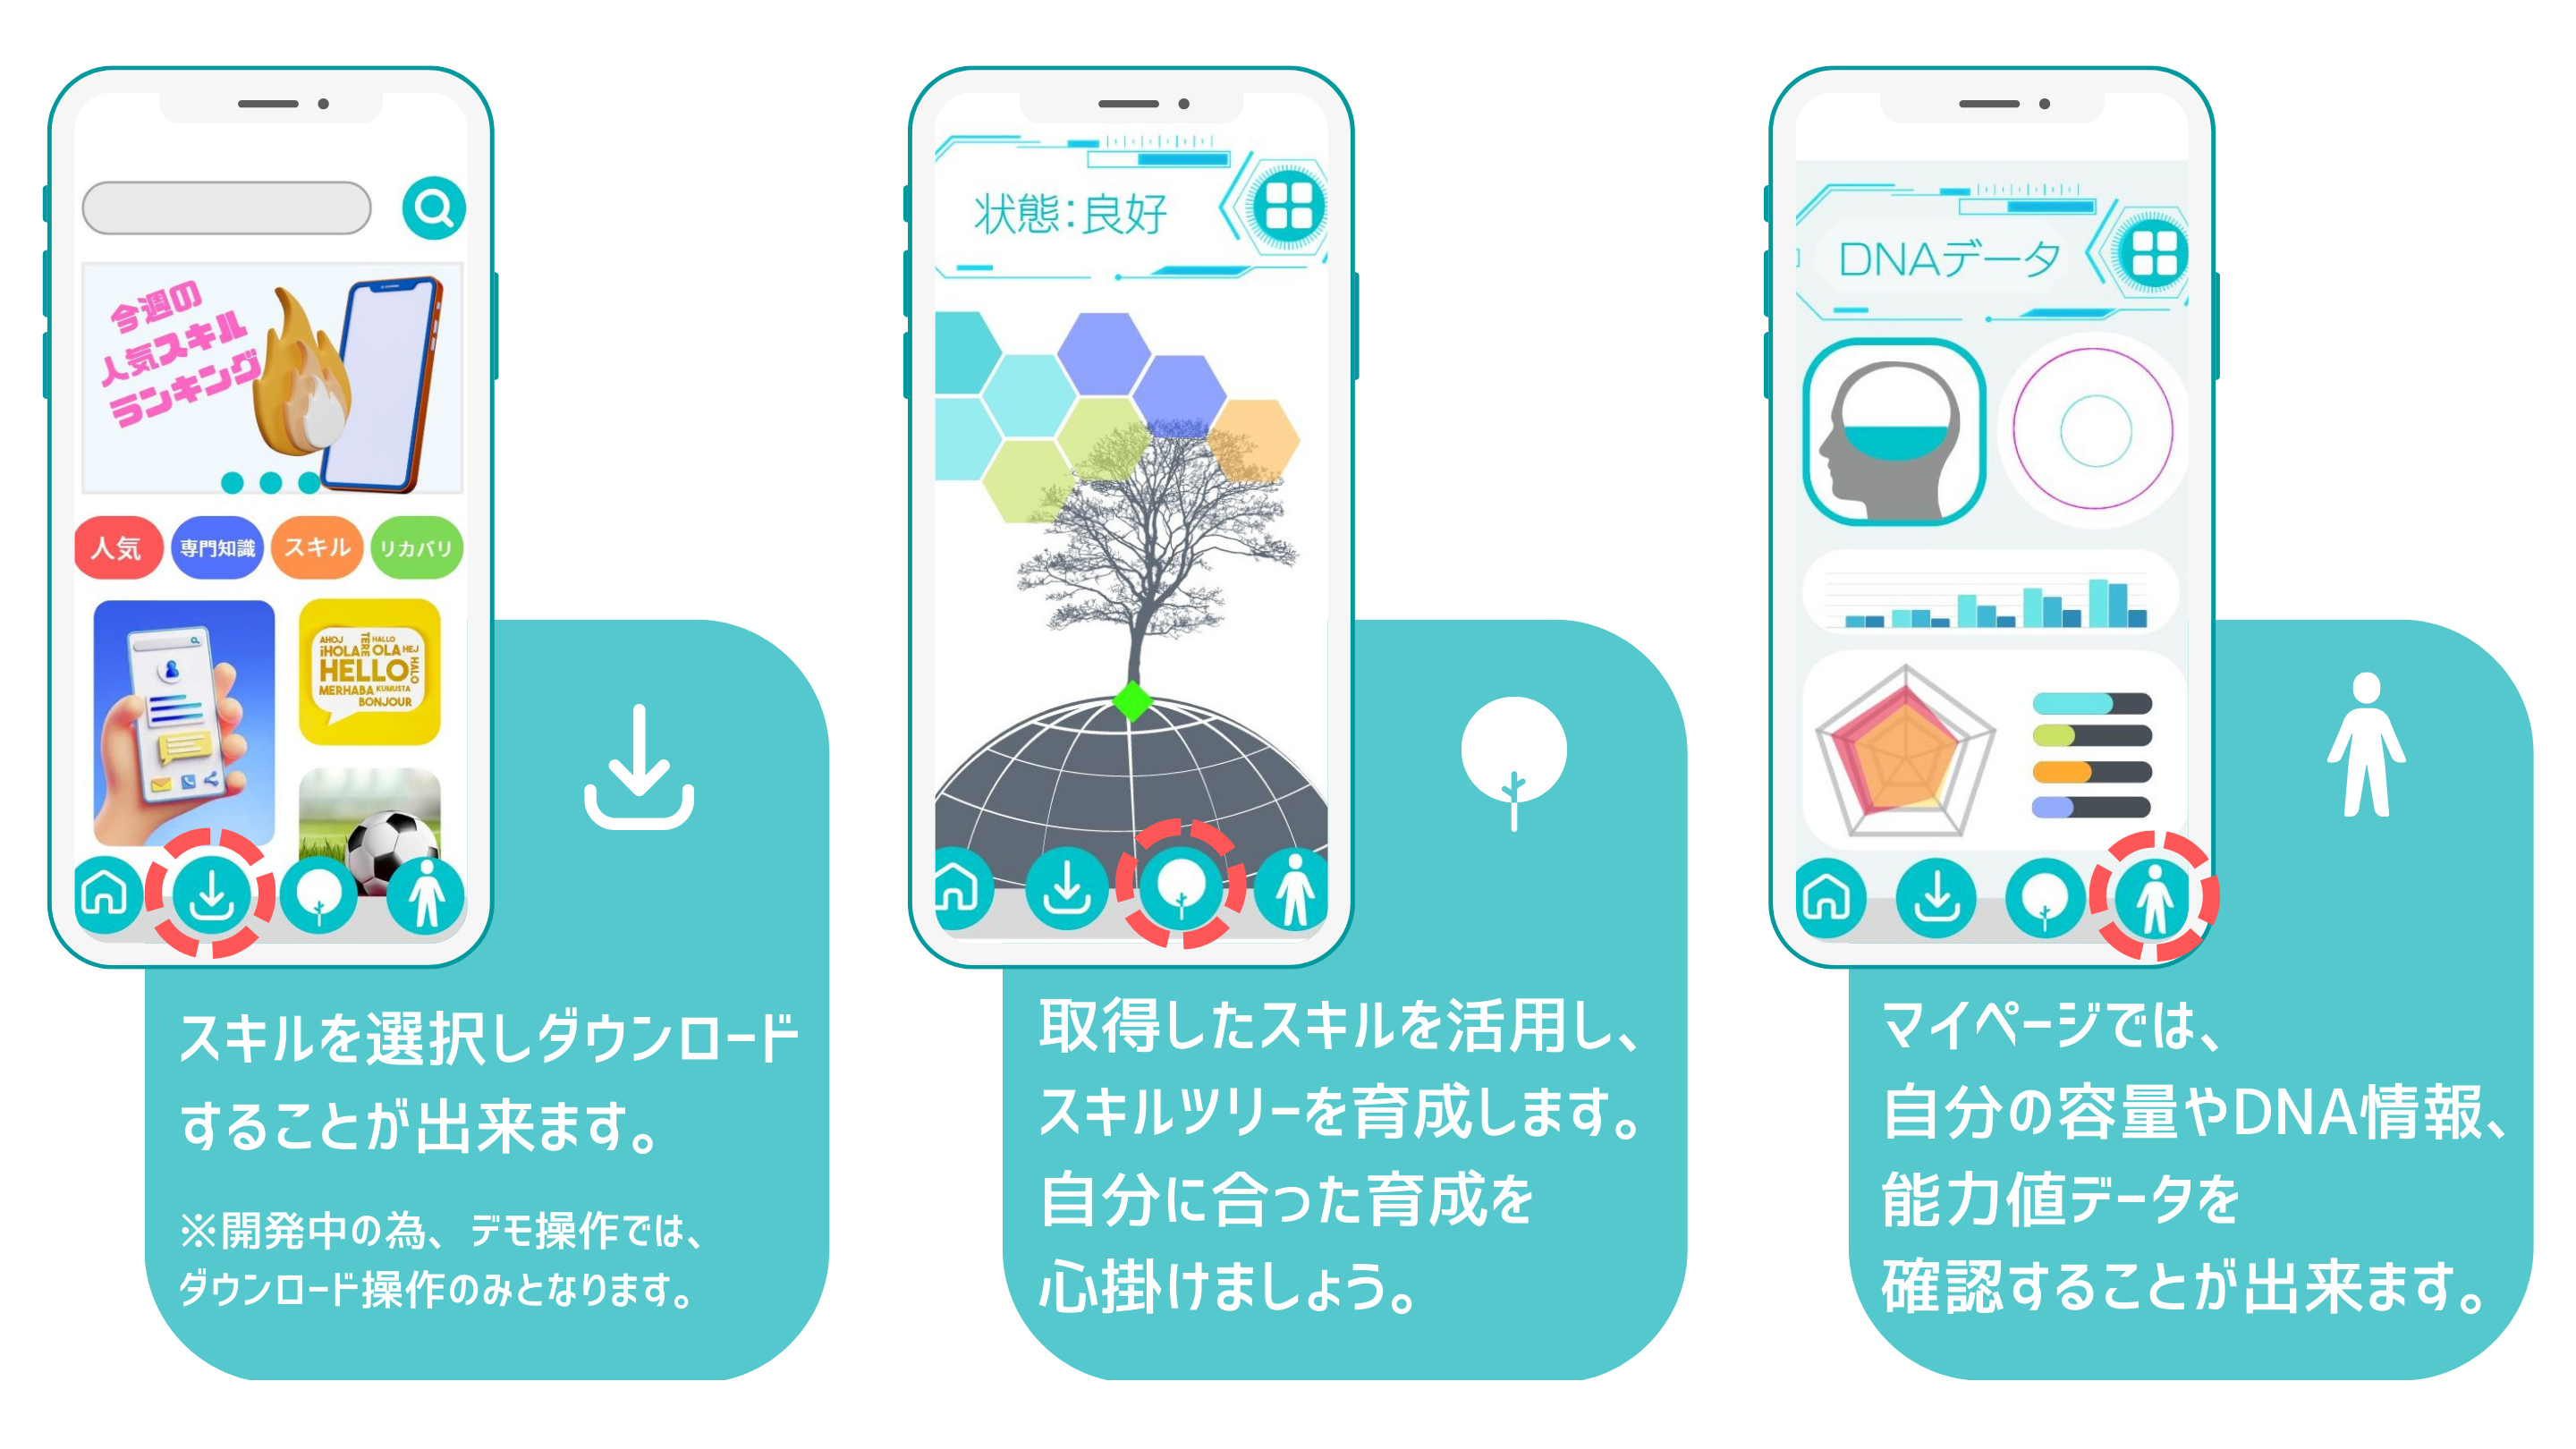 今週の
人気スキル
ランキング
人気
専門知識
スキル
リカバリ
AHOJ
TERE
HALLO
iHOLA
OLA
HEJ
HELLO
HALLO
MERHABA
KUMUSTA
BONJOUR
スキルを選択しダウンロード
することが出来ます。
※開発中の為、デモ操作では、
ダウンロード操作のみとなります。
状態：良好
取得したスキルを活用し、
スキルツリーを育成します。
自分に合った育成を
心掛けましょう。
DNAデータ
マイページでは、
自分の容量やDNA情報、
能力値データを
確認することが出来ます。